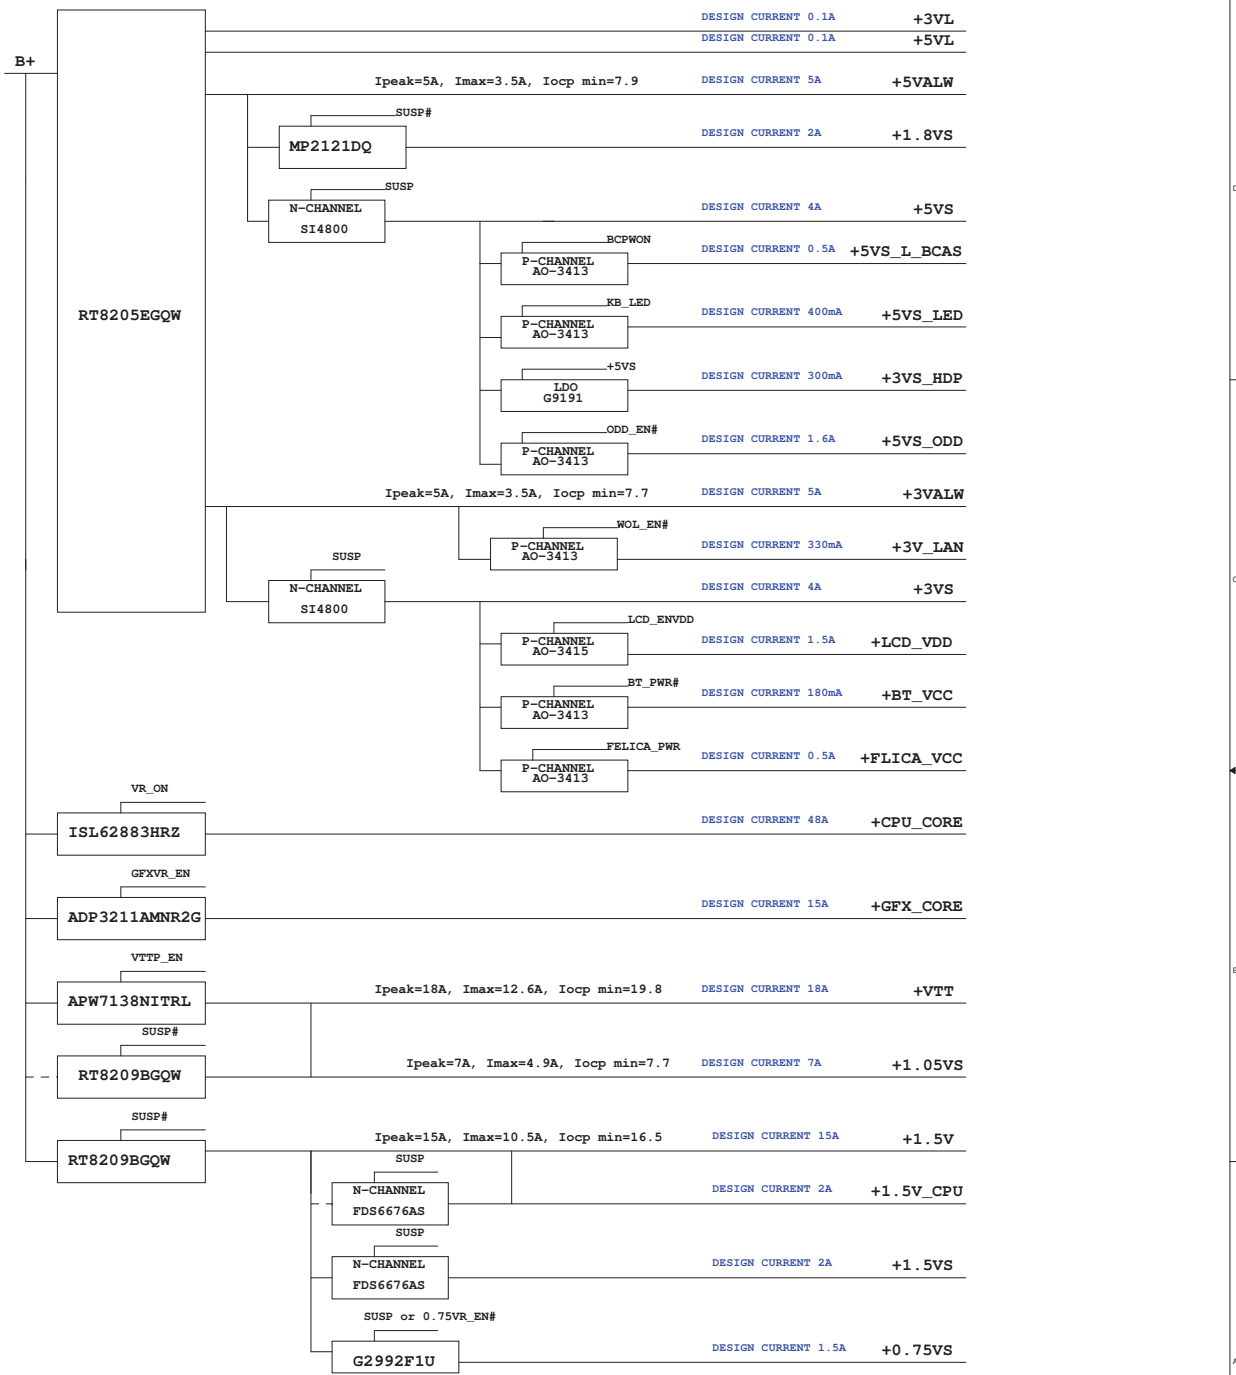 DESIGN CURRENT 0.1A +3VL
DESIGN CURRENT 0.1A +5VL
B+
Ipeak=5A, Imax=3.5A, Iocp min=7.9 DESIGN CURRENT 5A +5VALW
SUSP#
MP2121DQ DESIGN CURRENT 2A +1.8VS
SUSP
N-CHANNEL DESIGN CURRENT 4A +5VS
SI4800
BCPWON
P-CHANNEL DESIGN CURRENT 0.5A +5VS_L_BCAS
AO-3413
KB_LED
RT8205EGQW P-CHANNEL DESIGN CURRENT 400mA +5VS_LED
AO-3413
+5VS
LDO DESIGN CURRENT 300mA +3VS_HDP
G9191
ODD_EN#
P-CHANNEL DESIGN CURRENT 1.6A +5VS_ODD
AO-3413
Ipeak=5A, Imax=3.5A, Iocp min=7.7 DESIGN CURRENT 5A +3VALW
WOL_EN#
P-CHANNEL DESIGN CURRENT 330mA +3V_LAN
AO-3413
SUSP
N-CHANNEL DESIGN CURRENT 4A +3VS
SI4800
LCD_ENVDD
P-CHANNEL DESIGN CURRENT 1.5A +LCD_VDD
AO-3415
BT_PWR#
P-CHANNEL DESIGN CURRENT 180mA +BT_VCC
AO-3413
FELICA_PWR
P-CHANNEL DESIGN CURRENT 0.5A +FLICA_VCC
AO-3413
VR_ON
ISL62883HRZ DESIGN CURRENT 48A +CPU_CORE
GFXVR_EN
ADP3211AMNR2G DESIGN CURRENT 15A +GFX_CORE
VTTP_EN
APW7138NITRL Ipeak=18A, Imax=12.6A, Iocp min=19.8 DESIGN CURRENT 18A +VTT
SUSP#
RT8209BGQW Ipeak=7A, Imax=4.9A, Iocp min=7.7 DESIGN CURRENT 7A +1.05VS
SUSP#
Ipeak=15A, Imax=10.5A, Iocp min=16.5 DESIGN CURRENT 15A +1.5V
RT8209BGQW
SUSP
N-CHANNEL DESIGN CURRENT 2A +1.5V_CPU
FDS6676AS
SUSP
N-CHANNEL DESIGN CURRENT 2A +1.5VS
FDS6676AS
SUSP or 0.75VR_EN#
G2992F1U DESIGN CURRENT 1.5A +0.75VS